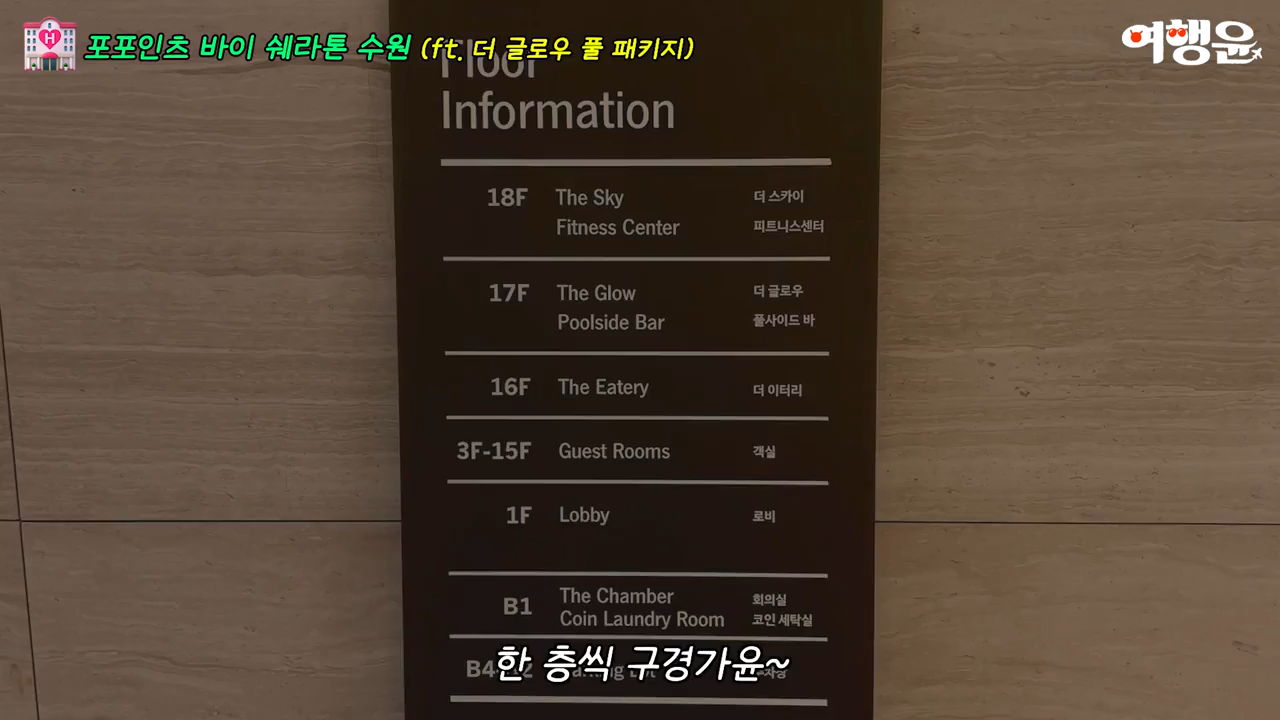 포포인츠 바이 쉐라톤 수원 (ft. 더 글로우 풀 패키지)
여행윤
Floor
Information
18F The Sky 더 스카이
Fitness Center 피트니스센터
17F The Glow 더 글로우
Poolside Bar 풀사이드 바
16F The Eatery 더 이터리
3F-15F Guest Rooms 객실
1F Lobby 로비
B1 The Chamber 회의실
Coin Laundry Room 코인 세탁실
한 층씩 구경가윤~